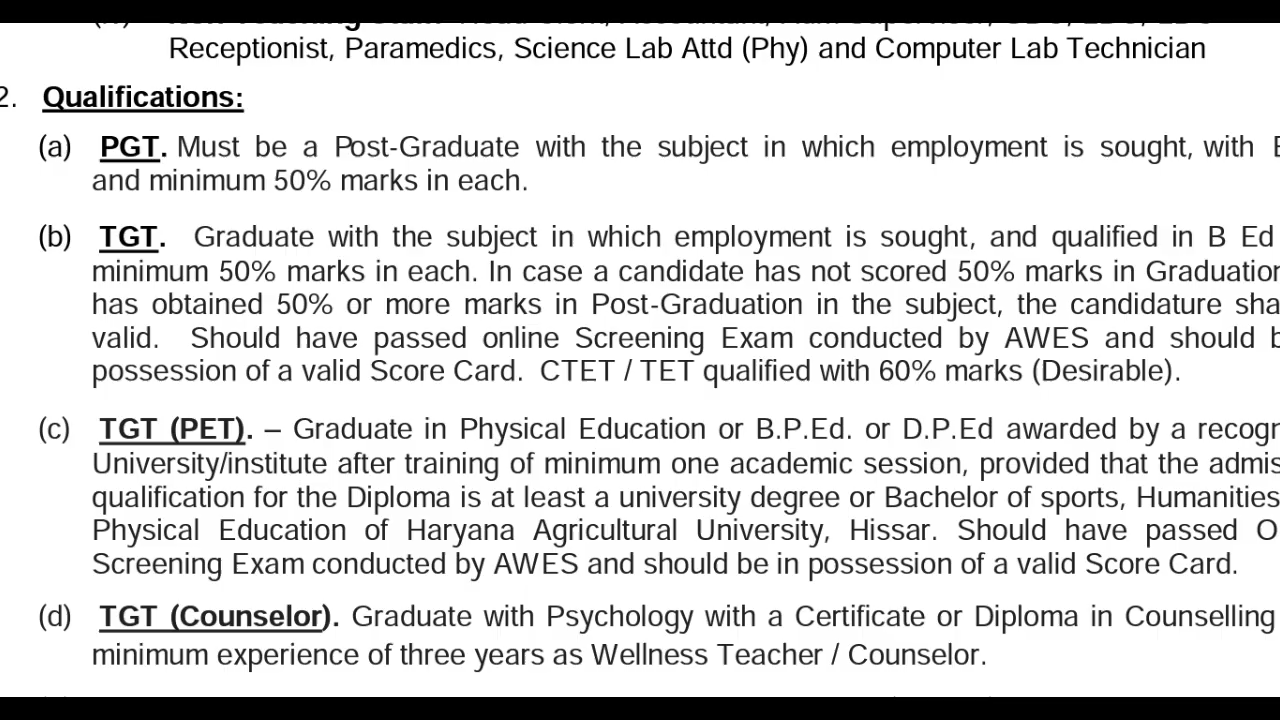 Receptionist, Paramedics, Science Lab Attd (Phy) and Computer Lab Technician
2. Qualifications:
(a) PGT. Must be a Post-Graduate with the subject in which employment is sought, with
and minimum 50% marks in each.
(b) TGT. Graduate with the subject in which employment is sought, and qualified in B Ed
minimum 50% marks in each. In case a candidate has not scored 50% marks in Graduation
has obtained 50% or more marks in Post-Graduation in the subject, the candidature sha
valid. Should have passed online Screening Exam conducted by AWES and should b
possession of a valid Score Card. CTET / TET qualified with 60% marks (Desirable).
(c) TGT (PET). – Graduate in Physical Education or B.P.Ed. or D.P.Ed awarded by a recogn
University/institute after training of minimum one academic session, provided that the admis
qualification for the Diploma is at least a university degree or Bachelor of sports, Humanities
Physical Education of Haryana Agricultural University, Hissar. Should have passed O
Screening Exam conducted by AWES and should be in possession of a valid Score Card.
(d) TGT (Counselor). Graduate with Psychology with a Certificate or Diploma in Counselling
minimum experience of three years as Wellness Teacher / Counselor.